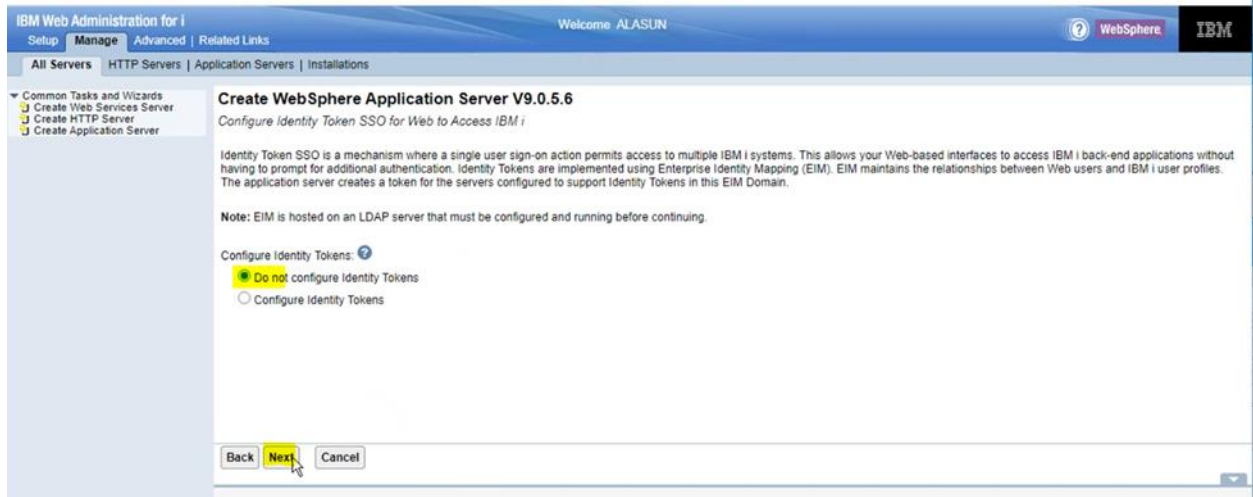 IBM Web Administration for i
Welcome ALASUN
WebSphere.
IBM
Setup Manage Advanced | Related Links
All Servers HTTP Servers | Application Servers | Installations
Common Tasks and Wizards
Create Web Services Server
Create HTTP Server
Create Application Server
Create WebSphere Application Server V9.0.5.6
Configure Identity Token SSO for Web to Access IBM i
Identity Token SSO is a mechanism where a single user sign-on action permits access to multiple IBM i systems. This allows your Web-based interfaces to access IBM i back-end applications without
having to prompt for additional authentication. Identity Tokens are implemented using Enterprise Identity Mapping (EIM). EIM maintains the relationships between Web users and IBM i user profiles.
The application server creates a token for the servers configured to support Identity Tokens in this EIM Domain.
Note: EIM is hosted on an LDAP server that must be configured and running before continuing.
Configure Identity Tokens: ?
Do not configure Identity Tokens
Configure Identity Tokens
Back Next Cancel